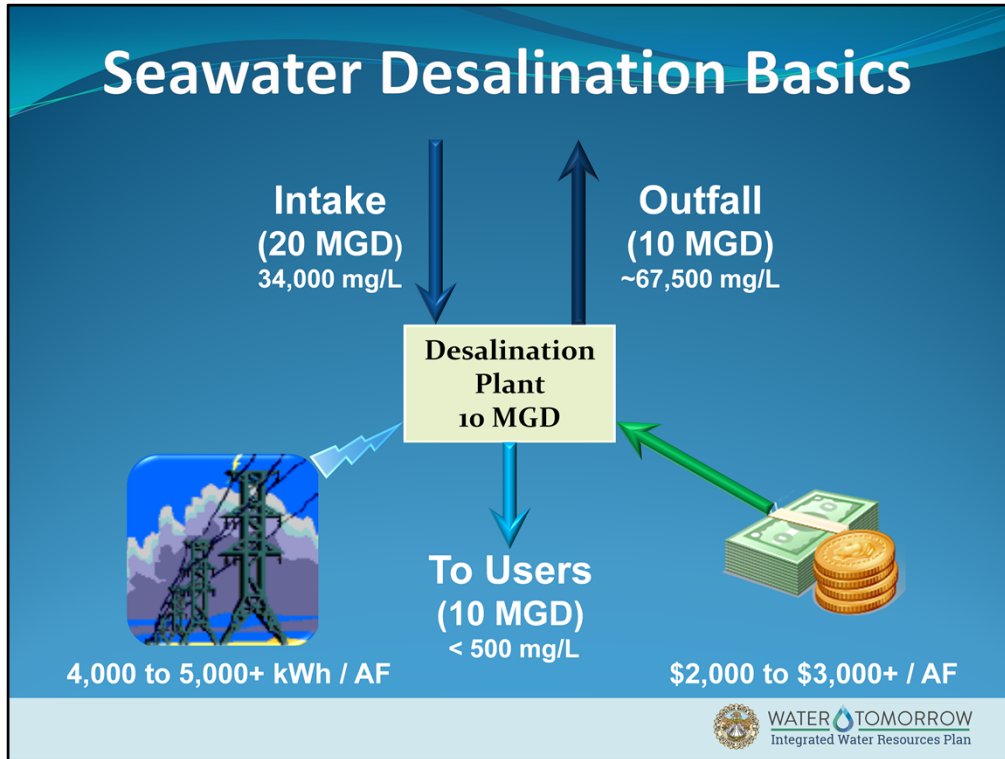 Seawater Desalination Basics
Intake
(20 MGD)
34,000 mg/L
Outfall
(10 MGD)
~67,500 mg/L
Desalination
Plant
10 MGD
To Users
(10 MGD)
< 500 mg/L
4,000 to 5,000+ kWh / AF
$2,000 to $3,000+ / AF
WATER TOMORROW
Integrated Water Resources Plan